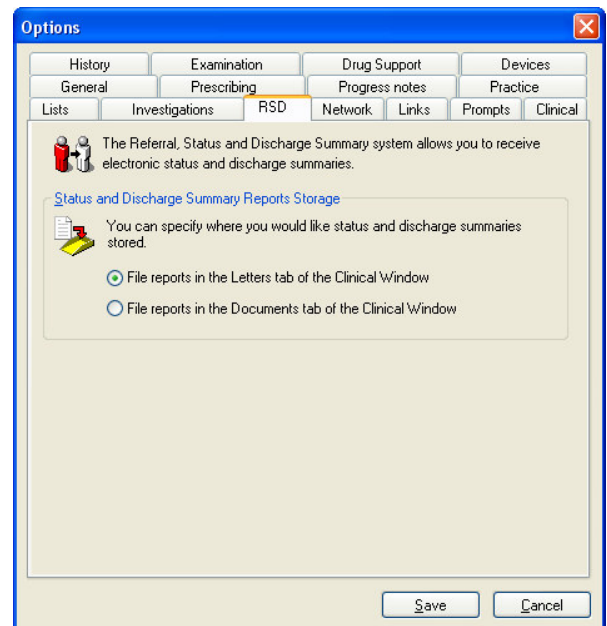 Options
History Examination Drug Support Devices
General Prescribing Progress notes Practice
Lists Investigations RSD Network Links Prompts Clinical
The Referral, Status and Discharge Summary system allows you to receive
electronic status and discharge summaries.
Status and Discharge Summary Reports Storage
You can specify where you would like status and discharge summaries
stored.
File reports in the Letters tab of the Clinical Window
File reports in the Documents tab of the Clinical Window
Save Cancel